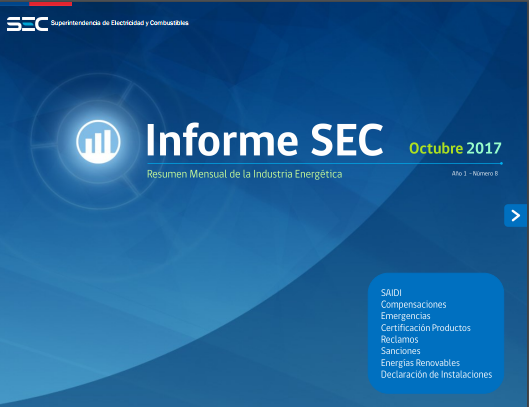 SEC Superintendencia de Electricidad y Combustibles
Informe SEC
Octubre 2017
Resumen Mensual de la Industria Energética
Año 1 - Número 8
SAIDI
Compensaciones
Emergencias
Certificación Productos
Reclamos
Sanciones
Energías Renovables
Declaración de Instalaciones